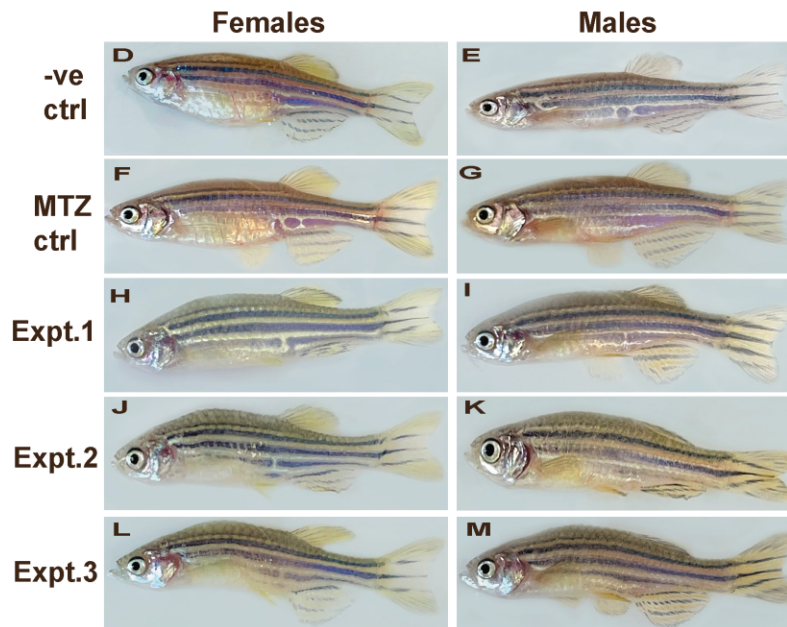 Females Males
-ve
ctrl
D E
MTZ
ctrl
F G
Expt.1
H I
Expt.2
J K
Expt.3
L M